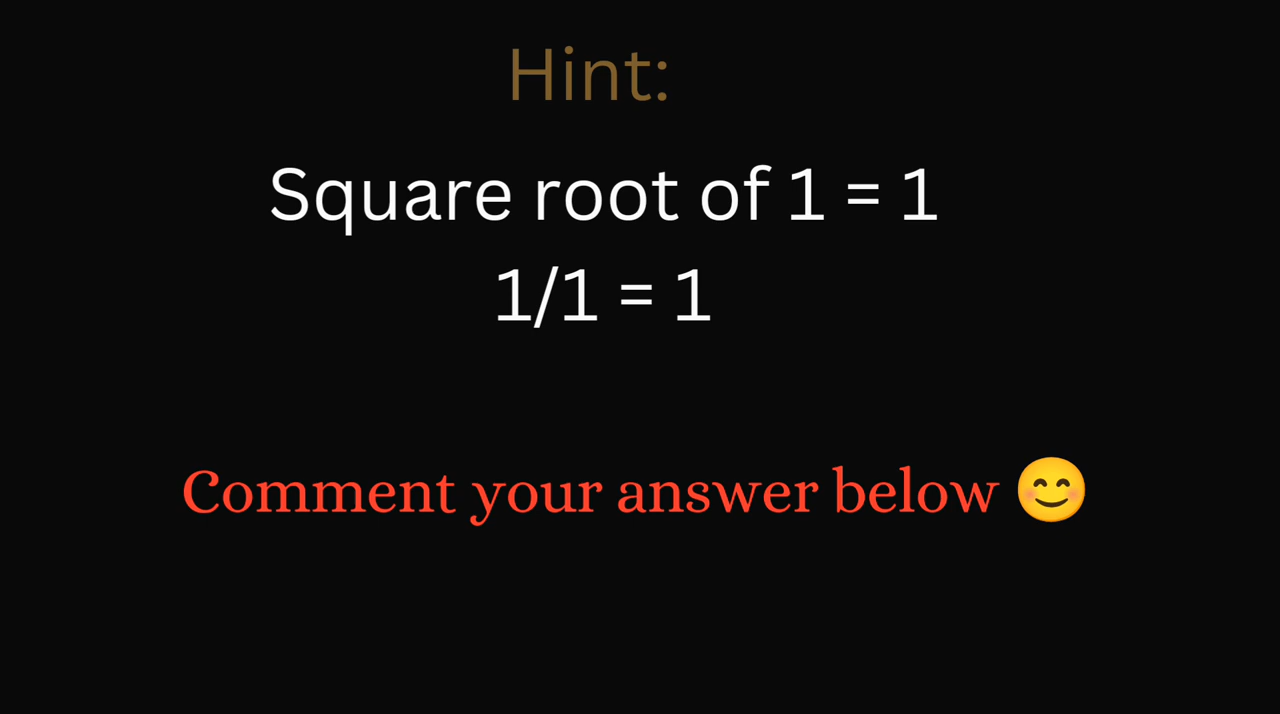 Hint:
Square root of 1 = 1
1/1 = 1
Comment your answer below 😊